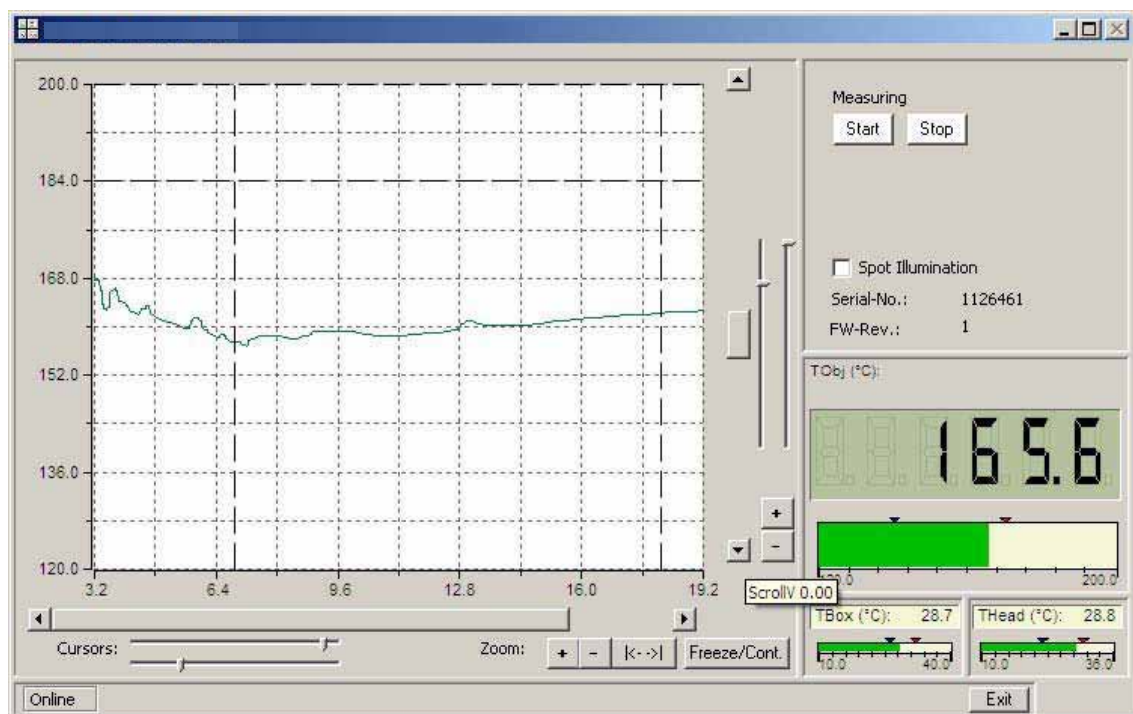 200.0
184.0
168.0
152.0
136.0
120.0
3.2 6.4 9.6 12.8 16.0 19.2
Cursors:
Zoom: + - |<-->| Freeze/Cont.
+
-
ScrollV 0.00
Measuring
Start Stop
Spot Illumination
Serial-No.: 1126461
FW-Rev.: 1
TObj (°C):
165.6
200.0
TBox (°C): 28.7
10.0 40.0
THead (°C): 28.8
10.0 36.0
Online
Exit